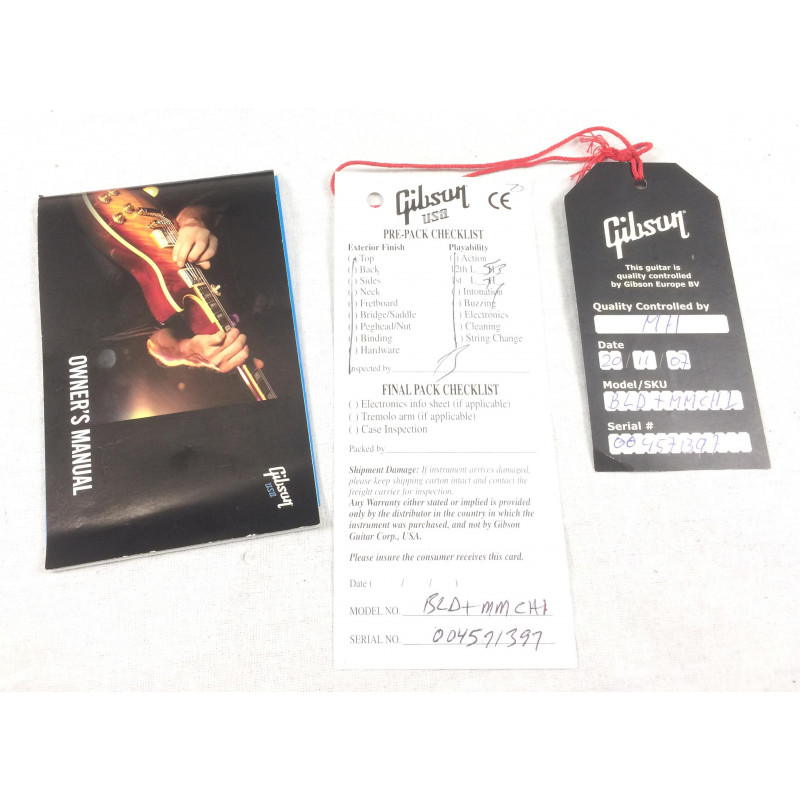 OWNER'S MANUAL
Gibson
usa
Gibson
usa CE
PRE-PACK CHECKLIST
Exterior Finish Playability
( ) Top ( ) Action
( ) Back 12th L
( ) Sides 1st L
( ) Neck ( ) Intonation
( ) Fretboard ( ) Buzzing
( ) Bridge/Saddle ( ) Electronics
( ) Peghead/Nut ( ) Cleaning
( ) Binding ( ) String Change
( ) Hardware
Inspected by
FINAL PACK CHECKLIST
( ) Electronics info sheet (if applicable)
( ) Tremolo arm (if applicable)
( ) Case Inspection
Packed by
Shipment Damage: If instrument arrives damaged,
please keep shipping carton intact and contact the
freight carrier for inspection.
Any Warranty either stated or implied is provided
only by the distributor in the country in which the
instrument was purchased, and not by Gibson
Guitar Corp., USA.
Please insure the consumer receives this card.
Date ( / / )
MODEL NO. BLD+MMCH1
SERIAL NO. 004571397
Gibson
This guitar is
quality controlled
by Gibson Europe BV
Quality Controlled by
MH
Date
20/11/07
Model/SKU
BLD+MMCH1
Serial #
004571397